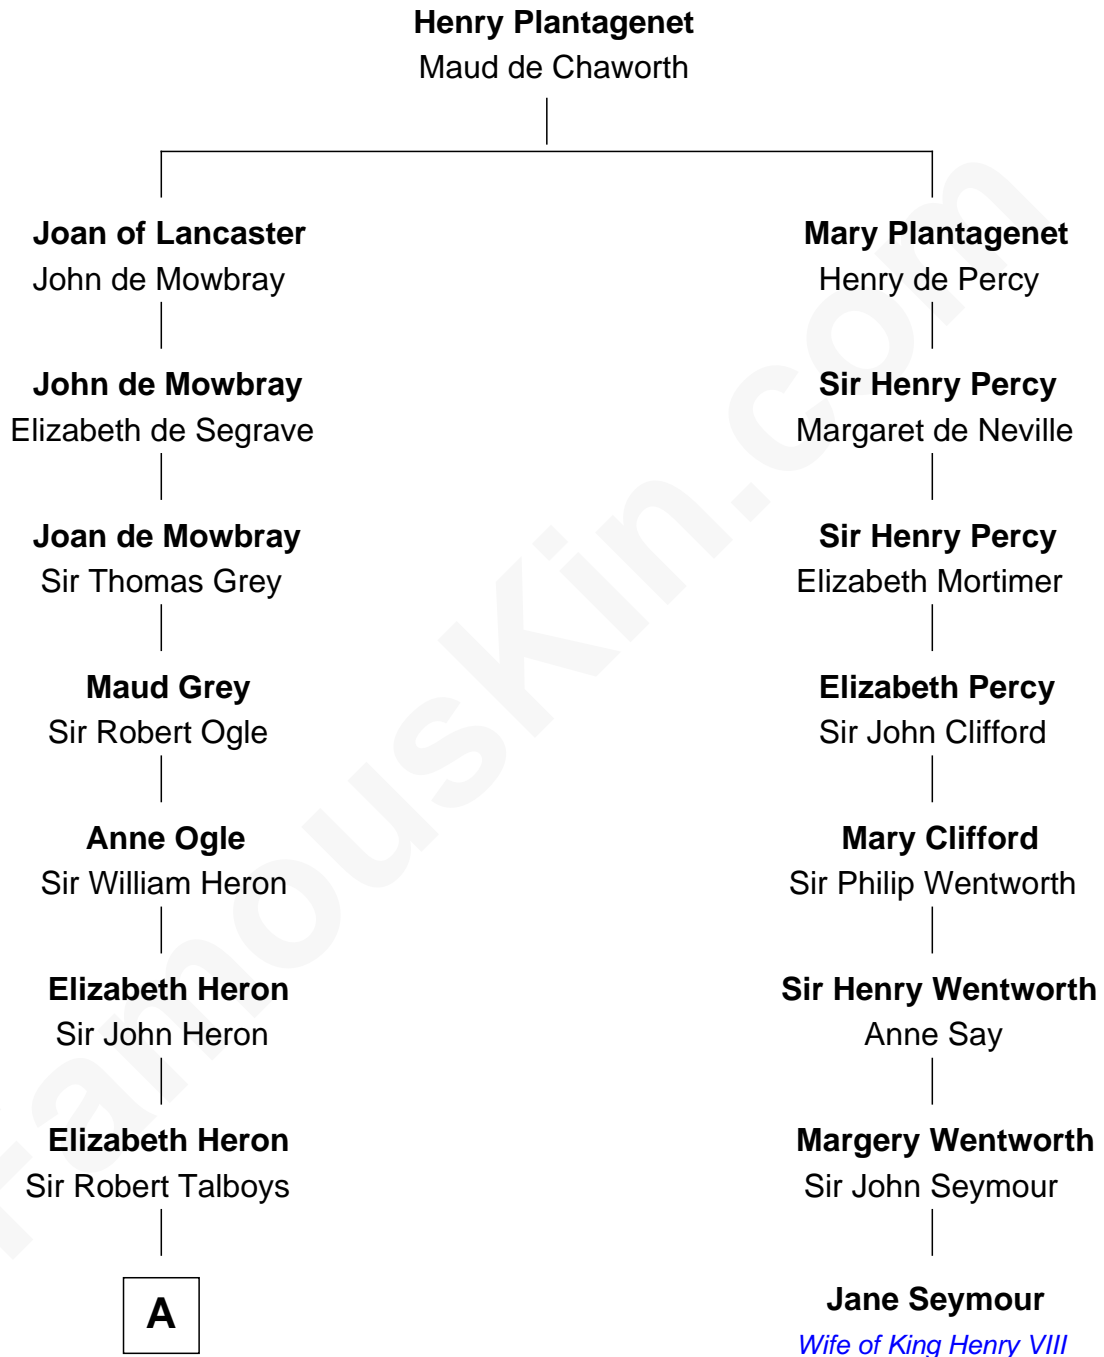 Henry Plantagenet
Maud de Chaworth
Joan of Lancaster
John de Mowbray
Mary Plantagenet
Henry de Percy
John de Mowbray
Elizabeth de Segrave
Sir Henry Percy
Margaret de Neville
Joan de Mowbray
Sir Thomas Grey
Sir Henry Percy
Elizabeth Mortimer
Maud Grey
Sir Robert Ogle
Elizabeth Percy
Sir John Clifford
Anne Ogle
Sir William Heron
Mary Clifford
Sir Philip Wentworth
Elizabeth Heron
Sir John Heron
Sir Henry Wentworth
Anne Say
Elizabeth Heron
Sir Robert Talboys
Margery Wentworth
Sir John Seymour
A
Jane Seymour
Wife of King Henry VIII
FamousKin.com